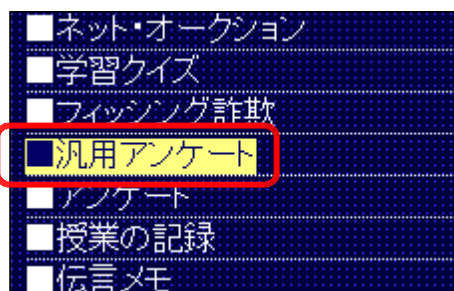 ■ネット・オークション
■学習クイズ
■フィッシング詐欺
■汎用アンケート
■アンケート
■授業の記録
■伝言メモ